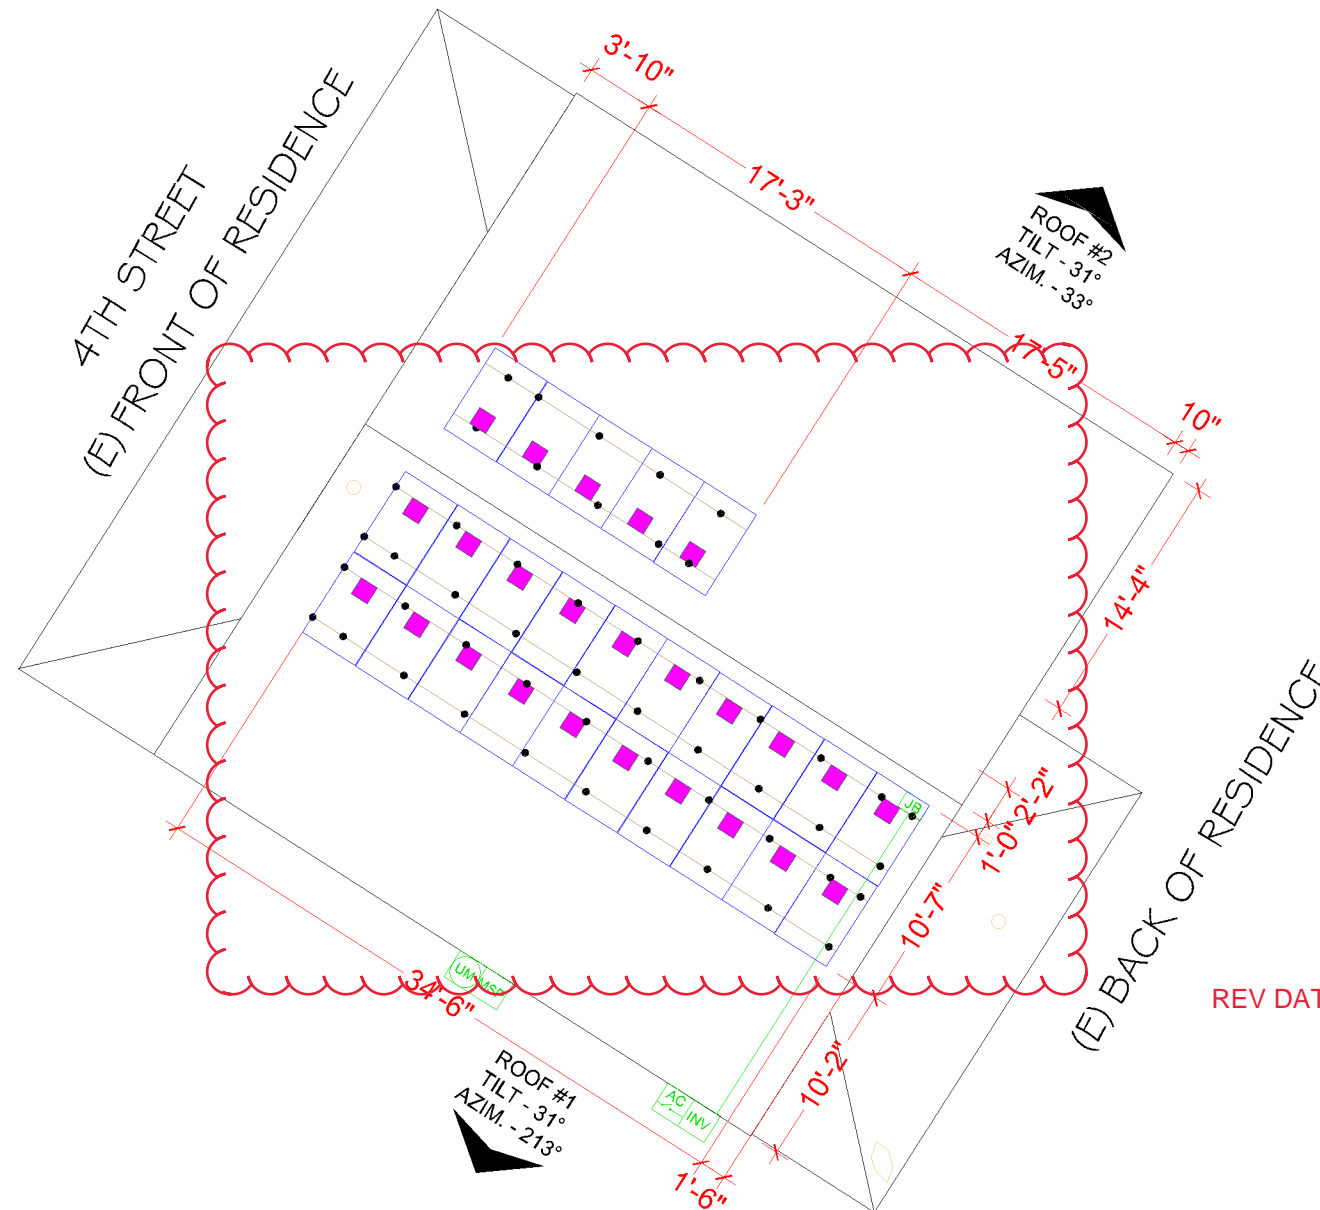 3'-10"
17'-3"
ROOF #2
TILT - 31°
AZIM. - 33°
4TH STREET
(E) FRONT OF RESIDENCE
17'-5"
10"
14'-4"
2'-2"
1'-0"
JB
10'-7"
(E) BACK OF RESIDENCE
UM
MSP
34'-6"
REV DAT
10'-2"
ROOF #1
TILT - 31°
AZIM. - 213°
AC
INV
1'-6"